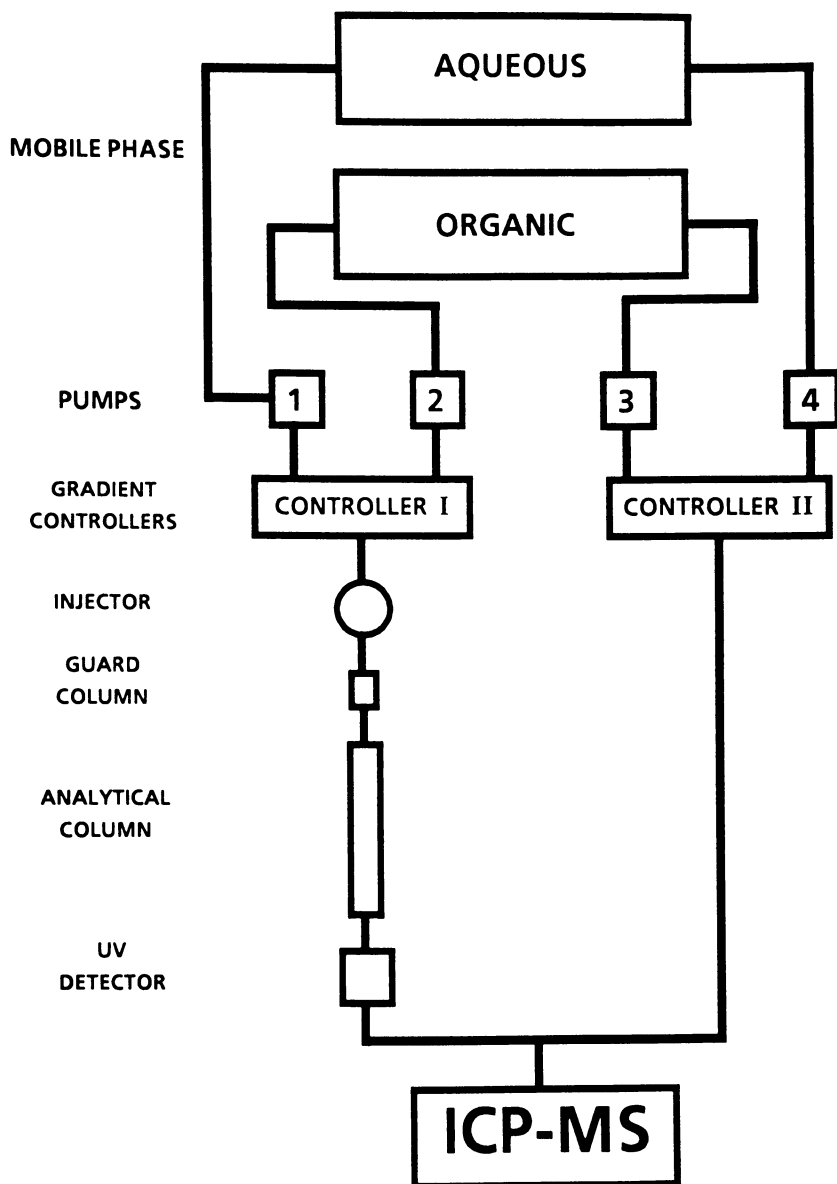 AQUEOUS
MOBILE PHASE
ORGANIC
PUMPS
1
2
3
4
GRADIENT
CONTROLLERS
CONTROLLER I
CONTROLLER II
INJECTOR
GUARD
COLUMN
ANALYTICAL
COLUMN
UV
DETECTOR
ICP-MS